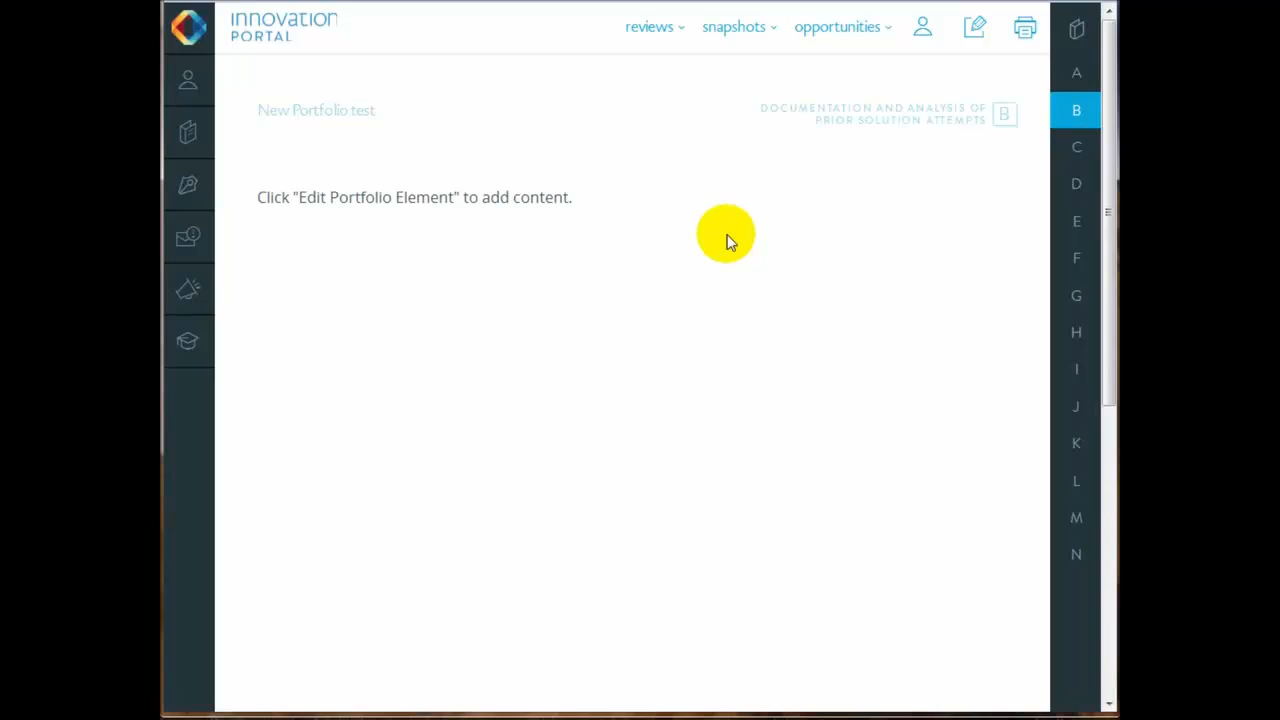 innovation
PORTAL
reviews
snapshots
opportunities
New Portfolio test
DOCUMENTATION AND ANALYSIS OF
PRIOR SOLUTION ATTEMPTS
B
Click "Edit Portfolio Element" to add content.
A
B
C
D
E
F
G
H
I
J
K
L
M
N